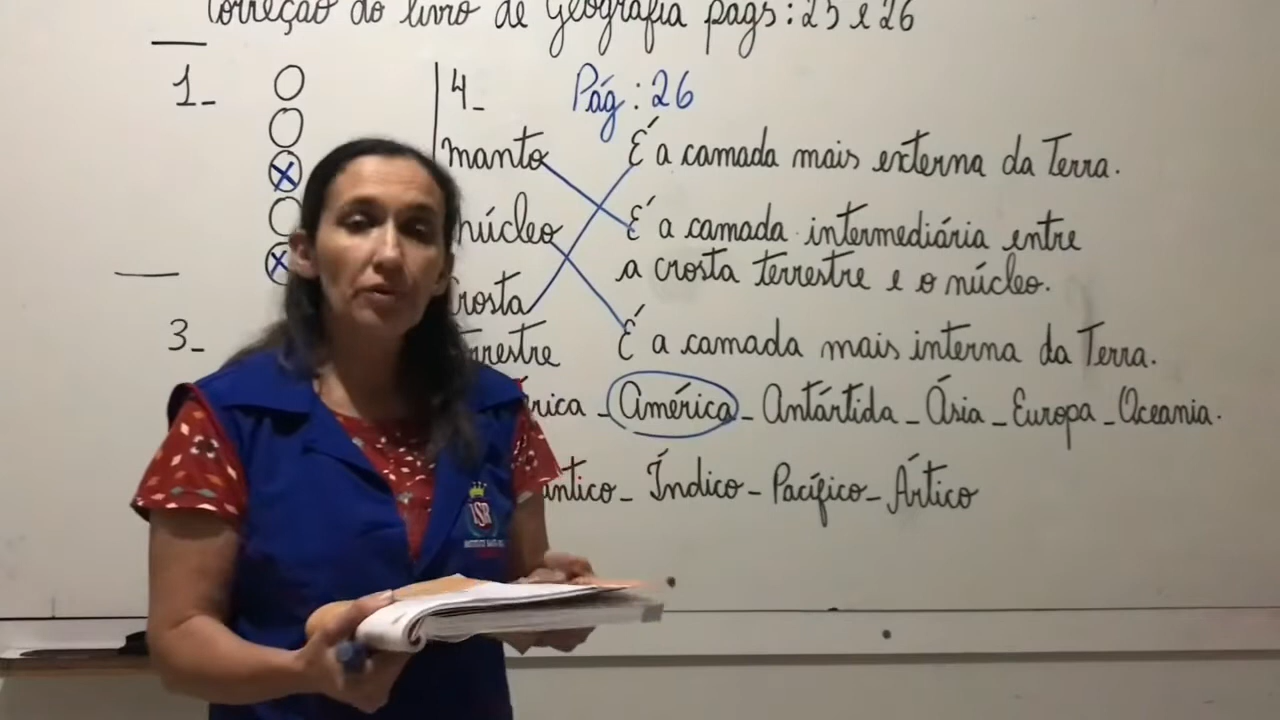 Correção do livro de Geografia págs: 25 e 26
1_
4_ Pág: 26
manto É a camada mais externa da Terra.
núcleo É a camada intermediária entre
a crosta terrestre e o núcleo.
crosta
terrestre É a camada mais interna da Terra.
3_
América - Antártida - Ásia - Europa - Oceania.
Índico - Pacífico - Ártico